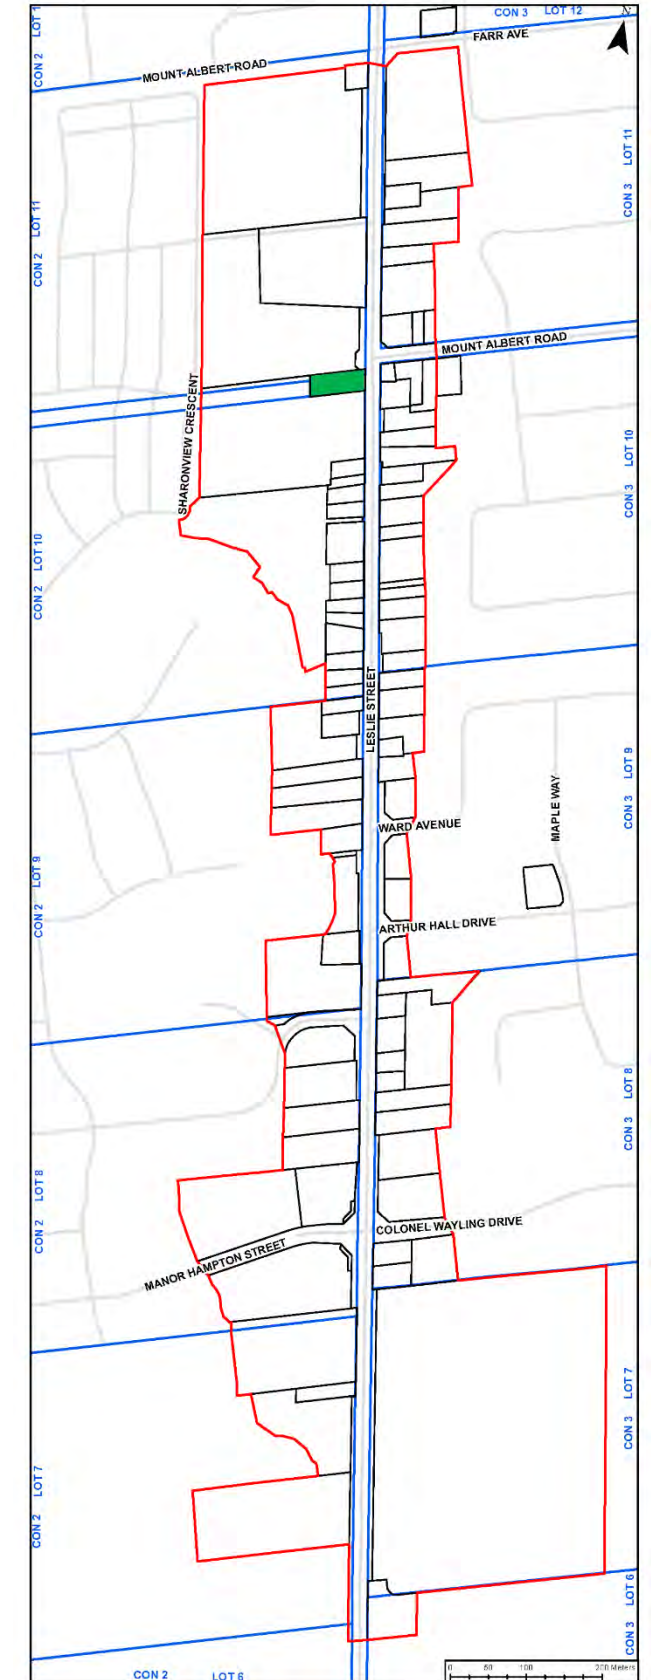 CON 3 LOT 12
N
LOT 1
CON 2
FARR AVE
MOUNT ALBERT ROAD
LOT 11
CON 3
LOT 11
CON 2
MOUNT ALBERT ROAD
SHARONVIEW CRESCENT
LOT 10
CON 3
LOT 10
CON 2
LESLIE STREET
LOT 9
CON 3
MAPLE WAY
WARD AVENUE
LOT 9
CON 2
ARTHUR HALL DRIVE
LOT 8
CON 3
LOT 8
CON 2
COLONEL WAYLING DRIVE
MANOR HAMPTON STREET
LOT 7
CON 3
LOT 7
CON 2
LOT 6
CON 3
0 50 100 200 Meters
CON 2 LOT 6